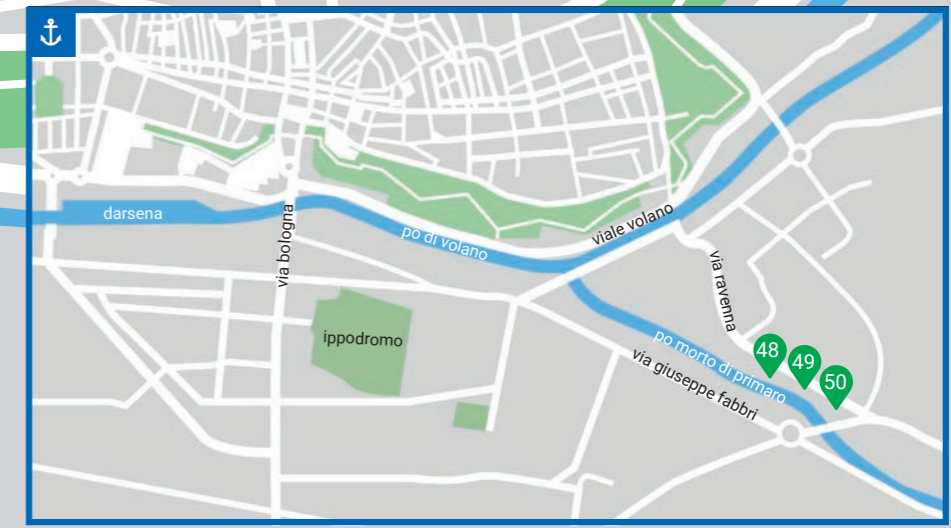 darsena
via bologna
po di volano
viale volano
via ravenna
ippodromo
po morto di primaro
via giuseppe fabbri
48
49
50